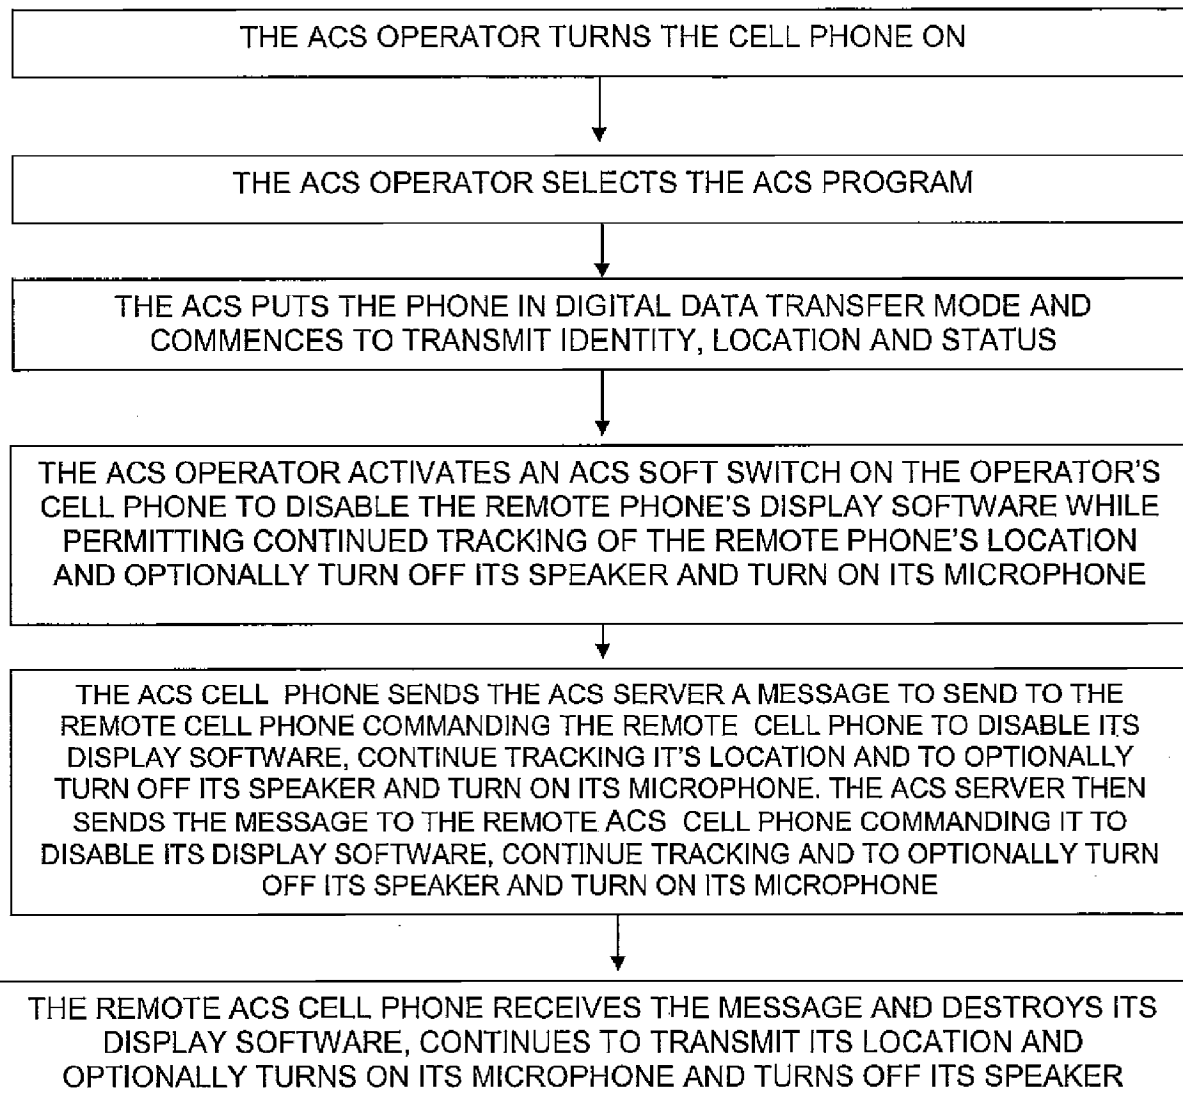 THE ACS OPERATOR TURNS THE CELL PHONE ON
THE ACS OPERATOR SELECTS THE ACS PROGRAM
THE ACS PUTS THE PHONE IN DIGITAL DATA TRANSFER MODE AND
COMMENCES TO TRANSMIT IDENTITY, LOCATION AND STATUS
THE ACS OPERATOR ACTIVATES AN ACS SOFT SWITCH ON THE OPERATOR'S
CELL PHONE TO DISABLE THE REMOTE PHONE'S DISPLAY SOFTWARE WHILE
PERMITTING CONTINUED TRACKING OF THE REMOTE PHONE'S LOCATION
AND OPTIONALLY TURN OFF ITS SPEAKER AND TURN ON ITS MICROPHONE
THE ACS CELL PHONE SENDS THE ACS SERVER A MESSAGE TO SEND TO THE
REMOTE CELL PHONE COMMANDING THE REMOTE CELL PHONE TO DISABLE ITS
DISPLAY SOFTWARE, CONTINUE TRACKING IT'S LOCATION AND TO OPTIONALLY
TURN OFF ITS SPEAKER AND TURN ON ITS MICROPHONE. THE ACS SERVER THEN
SENDS THE MESSAGE TO THE REMOTE ACS CELL PHONE COMMANDING IT TO
DISABLE ITS DISPLAY SOFTWARE, CONTINUE TRACKING AND TO OPTIONALLY TURN
OFF ITS SPEAKER AND TURN ON ITS MICROPHONE
THE REMOTE ACS CELL PHONE RECEIVES THE MESSAGE AND DESTROYS ITS
DISPLAY SOFTWARE, CONTINUES TO TRANSMIT ITS LOCATION AND
OPTIONALLY TURNS ON ITS MICROPHONE AND TURNS OFF ITS SPEAKER